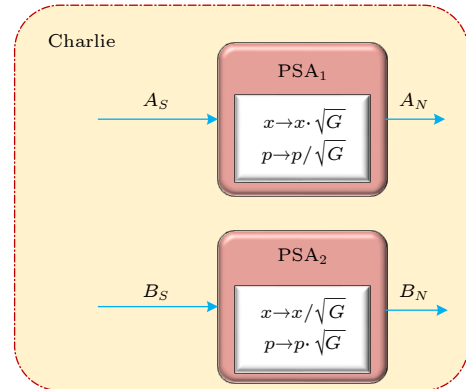 Charlie
PSA₁
A_S
A_N
x→x·√G
p→p/√G
PSA₂
B_S
B_N
x→x/√G
p→p·√G